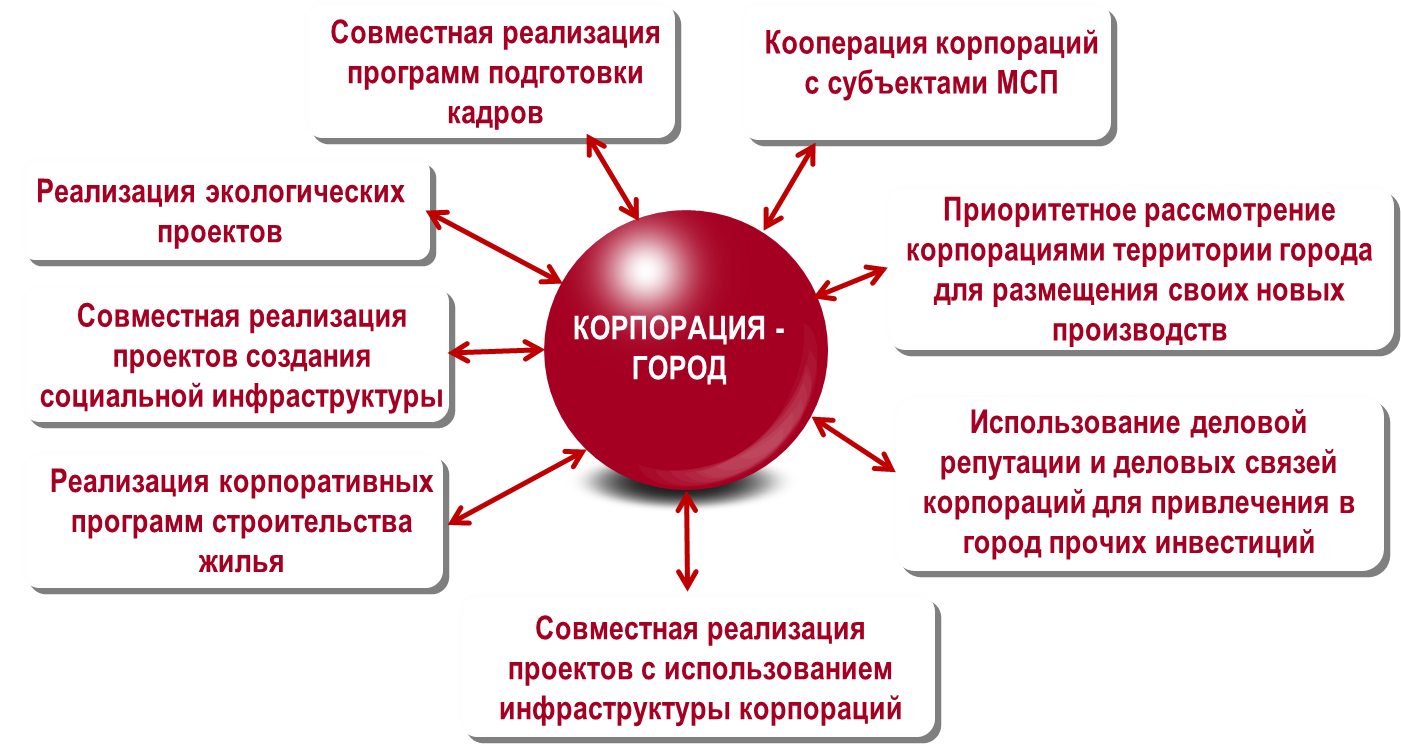 Совместная реализация
программ подготовки
кадров
Кооперация корпораций
с субъектами МСП
Реализация экологических
проектов
Приоритетное рассмотрение
корпорациями территории города
для размещения своих новых
производств
Совместная реализация
проектов создания
социальной инфраструктуры
КОРПОРАЦИЯ -
ГОРОД
Использование деловой
репутации и деловых связей
корпораций для привлечения в
город прочих инвестиций
Реализация корпоративных
программ строительства
жилья
Совместная реализация
проектов с использованием
инфраструктуры корпораций